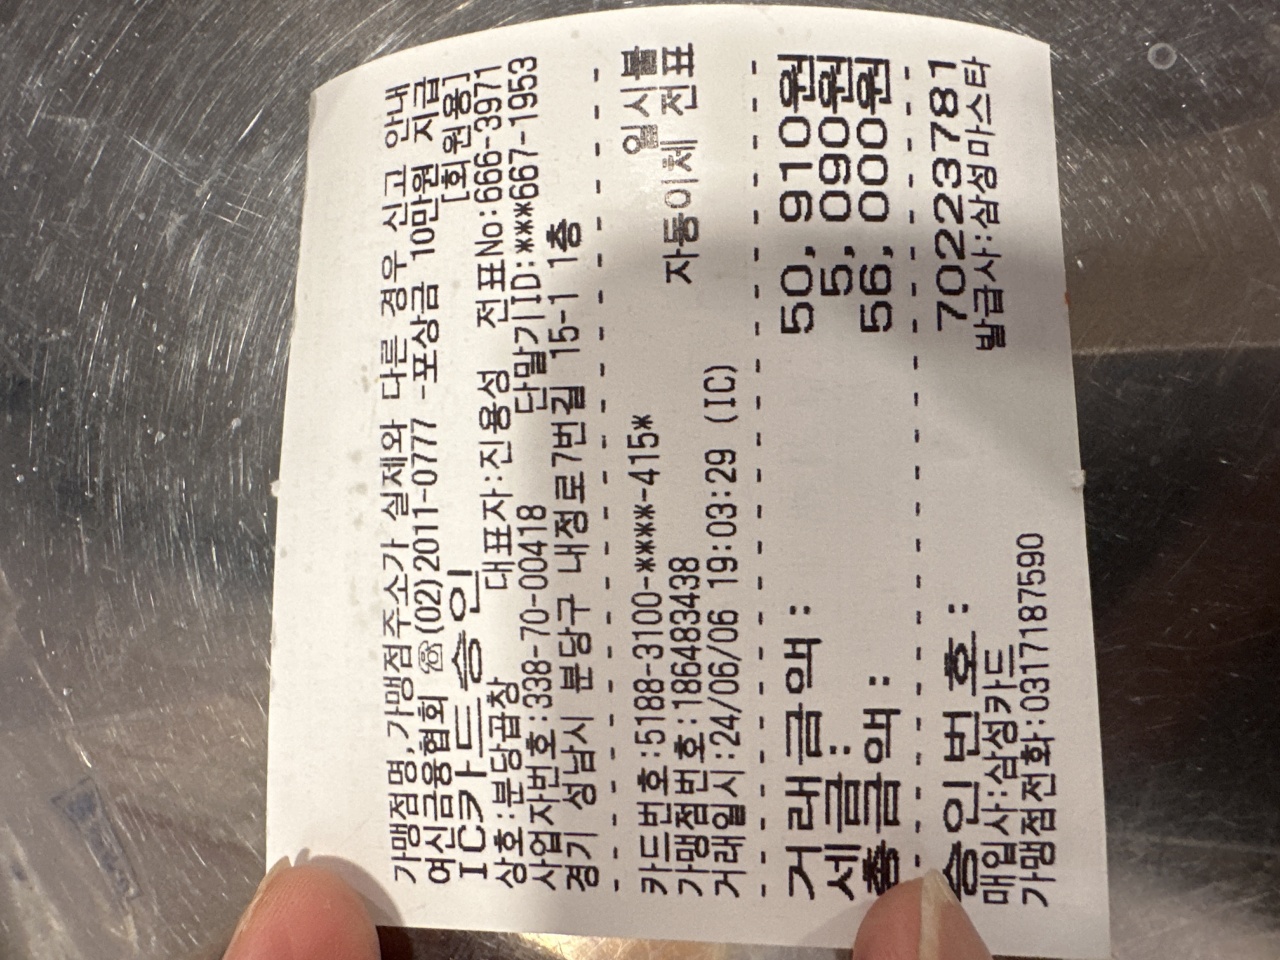 가맹점명,가맹점주소가 실제와 다른 경우 신고 안내
여신금융협회 ☏(02)2011-0777 -포상금 10만원 지급
IC카드승인 [회원용]
상호:분당곱창 대표자:진용성 전표No:666-3971
사업자번호:338-70-00418 단말기ID:***667-1953
경기 성남시 분당구 내정로7번길 15-1 1층
카드번호:5188-3100-****-415* 일시불
가맹점번호:186483438 자동이체 전표
거래일시:24/06/06 19:03:29 (IC)
거래금액: 50,910원
세금: 5,090원
총금액: 56,000원
승인번호: 70223781
매입사:삼성카드 발급사:삼성마스타
가맹점전화:0317187590